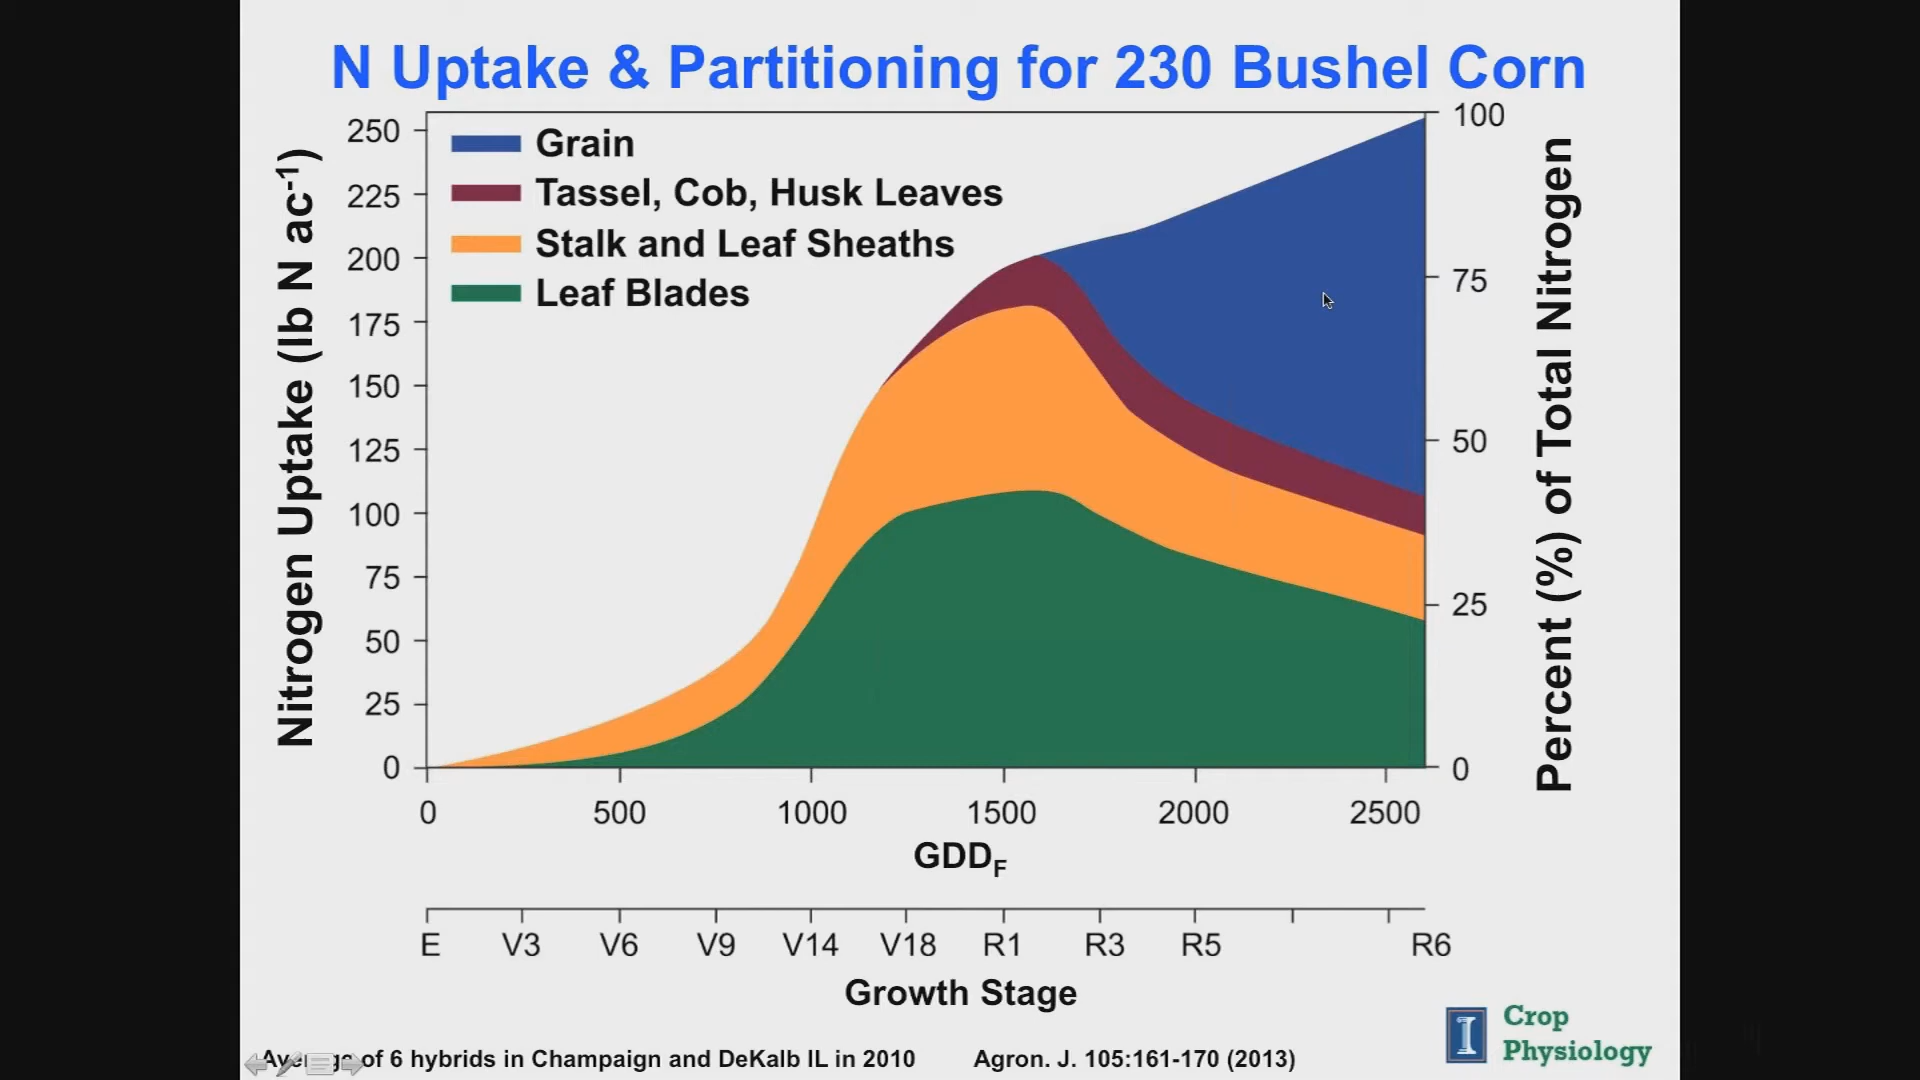 N Uptake & Partitioning for 230 Bushel Corn
Grain
Tassel, Cob, Husk Leaves
Stalk and Leaf Sheaths
Leaf Blades
Nitrogen Uptake (lb N ac⁻¹)
250
225
200
175
150
125
100
75
50
25
0
100
75
50
25
0
Percent (%) of Total Nitrogen
0 500 1000 1500 2000 2500
GDD_F
E V3 V6 V9 V14 V18 R1 R3 R5 R6
Growth Stage
Average of 6 hybrids in Champaign and DeKalb IL in 2010 Agron. J. 105:161-170 (2013)
I
Crop
Physiology